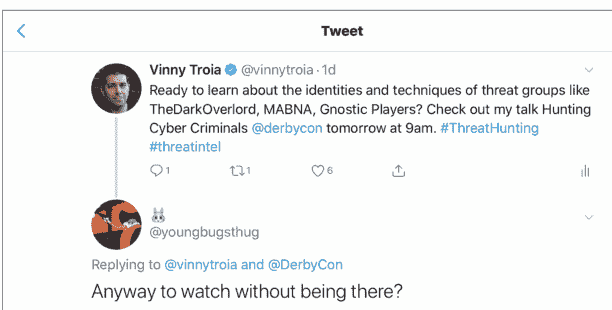 Tweet
Vinny Troia @vinnytroia · 1d
Ready to learn about the identities and techniques of threat groups like
TheDarkOverlord, MABNA, Gnostic Players? Check out my talk Hunting
Cyber Criminals @derbycon tomorrow at 9am. #ThreatHunting
#threatintel
1 1 6
@youngbugsthug
Replying to @vinnytroia and @DerbyCon
Anyway to watch without being there?